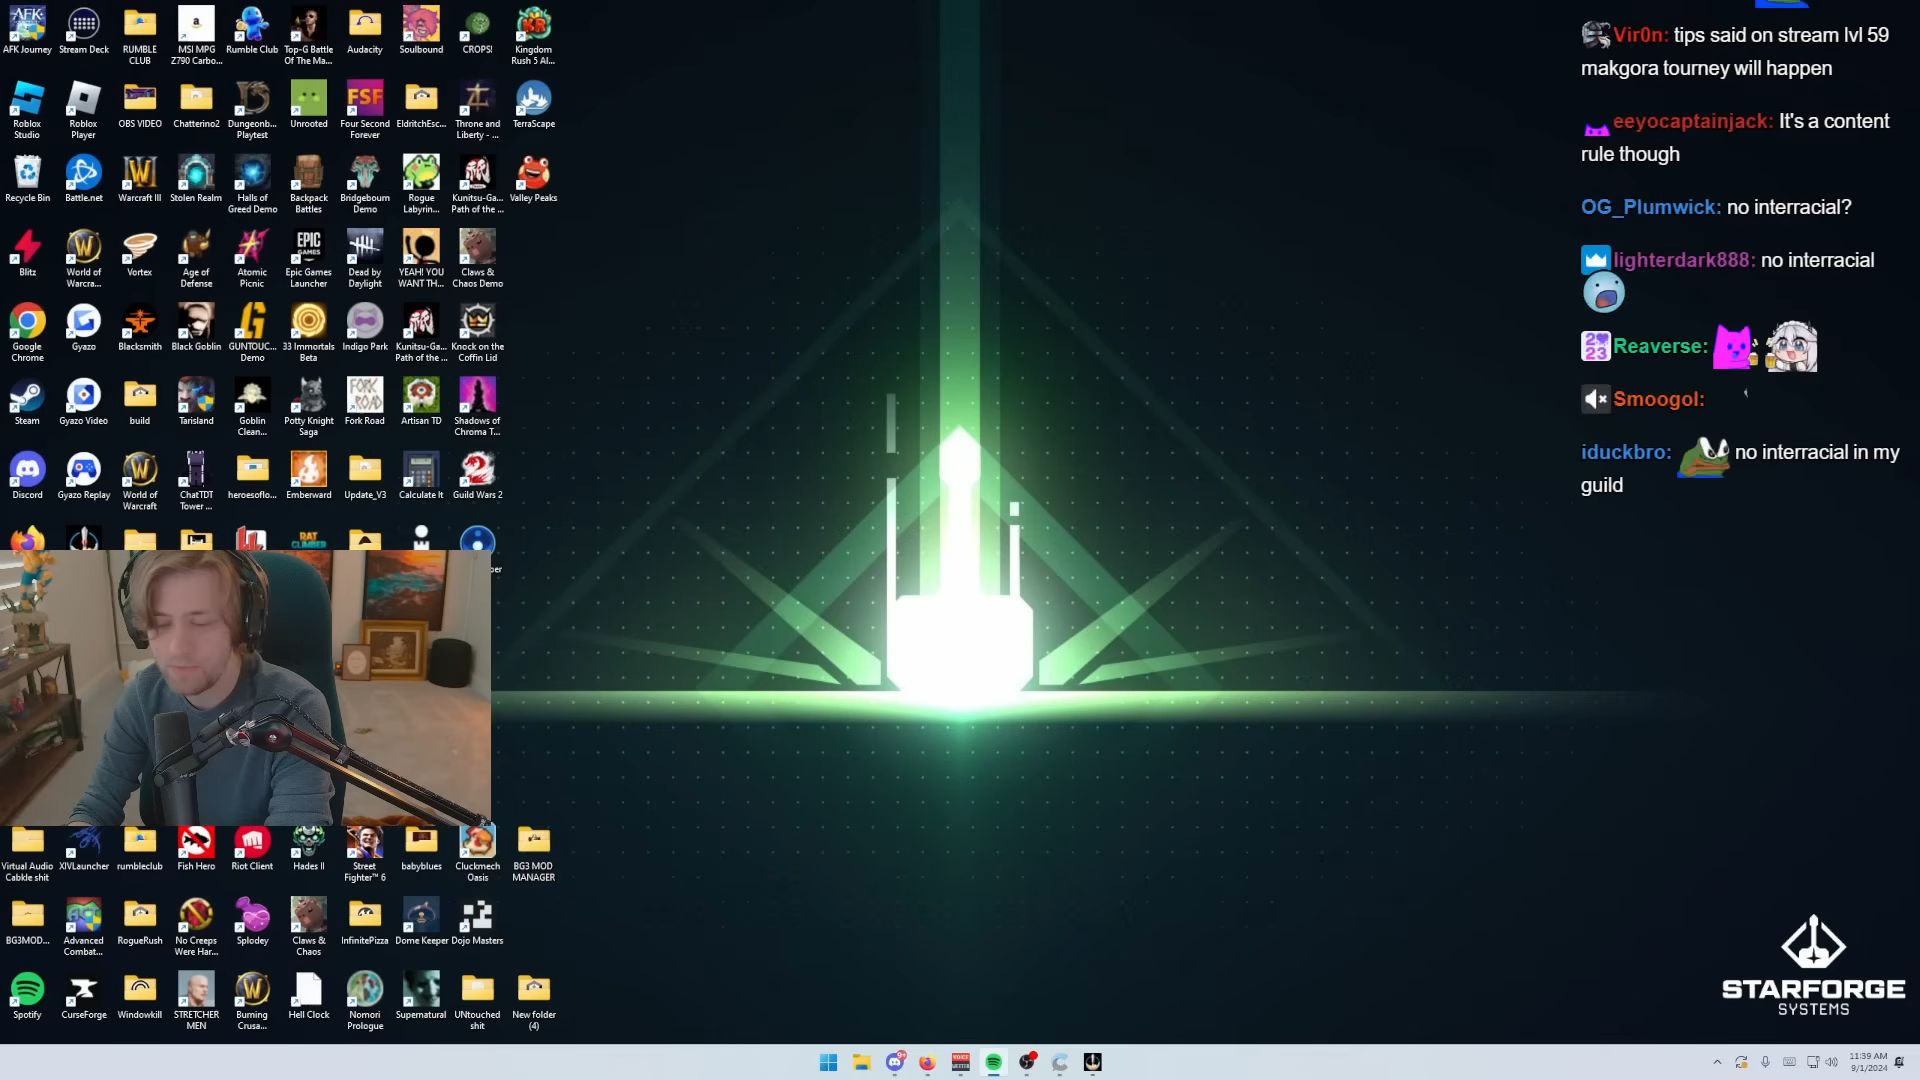 AFK Journey
Stream Deck
RUMBLE
CLUB
MSI MPG
Z790 Carbo...
Rumble Club
Top-G Battle
Of The Ma...
Audacity
Soulbound
CROPS!
Kingdom
Rush 5 Al...
Roblox
Studio
Roblox
Player
OBS VIDEO
Chatterino2
Dungeonb...
Playtest
Unrooted
FSF
Four Second
Forever
EldritchEsc...
Throne and
Liberty - ...
TerraScape
Recycle Bin
Battle.net
Warcraft III
Stolen Realm
Halls of
Greed Demo
Backpack
Battles
Bridgebourn
Demo
Rogue
Labyrin...
Kunitsu-Ga...
Path of the ...
Valley Peaks
Blitz
World of
Warcra...
Vortex
Age of
Defense
Atomic
Picnic
EPIC
GAMES
Epic Games
Launcher
Dead by
Daylight
YEAH! YOU
WANT TH...
Claws &
Chaos Demo
Google
Chrome
Gyazo
Blacksmith
Black Goblin
GUNTOUC...
Demo
33 Immortals
Beta
Indigo Park
Kunitsu-Ga...
Path of the ...
Knock on the
Coffin Lid
Steam
Gyazo Video
build
Tarisland
Goblin
Clean...
Potty Knight
Saga
FORK
ROAD
Fork Road
Artisan TD
Shadows of
Chroma T...
Discord
Gyazo Replay
World of
Warcraft
ChatTDT
Tower ...
heroesoflo...
Emberward
Update_V3
Calculate It
Guild Wars 2
Virtual Audio
Cabkle shit
XIVLauncher
rumbleclub
Fish Hero
Riot Client
Hades II
Street
Fighter™ 6
babyblues
Cluckmech
Oasis
BG3 MOD
MANAGER
BG3MOD...
Advanced
Combat...
RogueRush
No Creeps
Were Har...
Splodey
Claws &
Chaos
InfinitePizza
Dome Keeper
Dojo Masters
Spotify
CurseForge
Windowkill
STRETCHER
MEN
Burning
Crusa...
Hell Clock
Nomori
Prologue
Supernatural
UNtouched
shit
New folder
(4)
Vir0n: tips said on stream lvl 59
makgora tourney will happen
eeyocaptainjack: It's a content
rule though
OG_Plumwick: no interracial?
lighterdark888: no interracial
Reaverse:
Smoogol:
iduckbro: no interracial in my
guild
STARFORGE
SYSTEMS
11:39 AM
9/1/2024